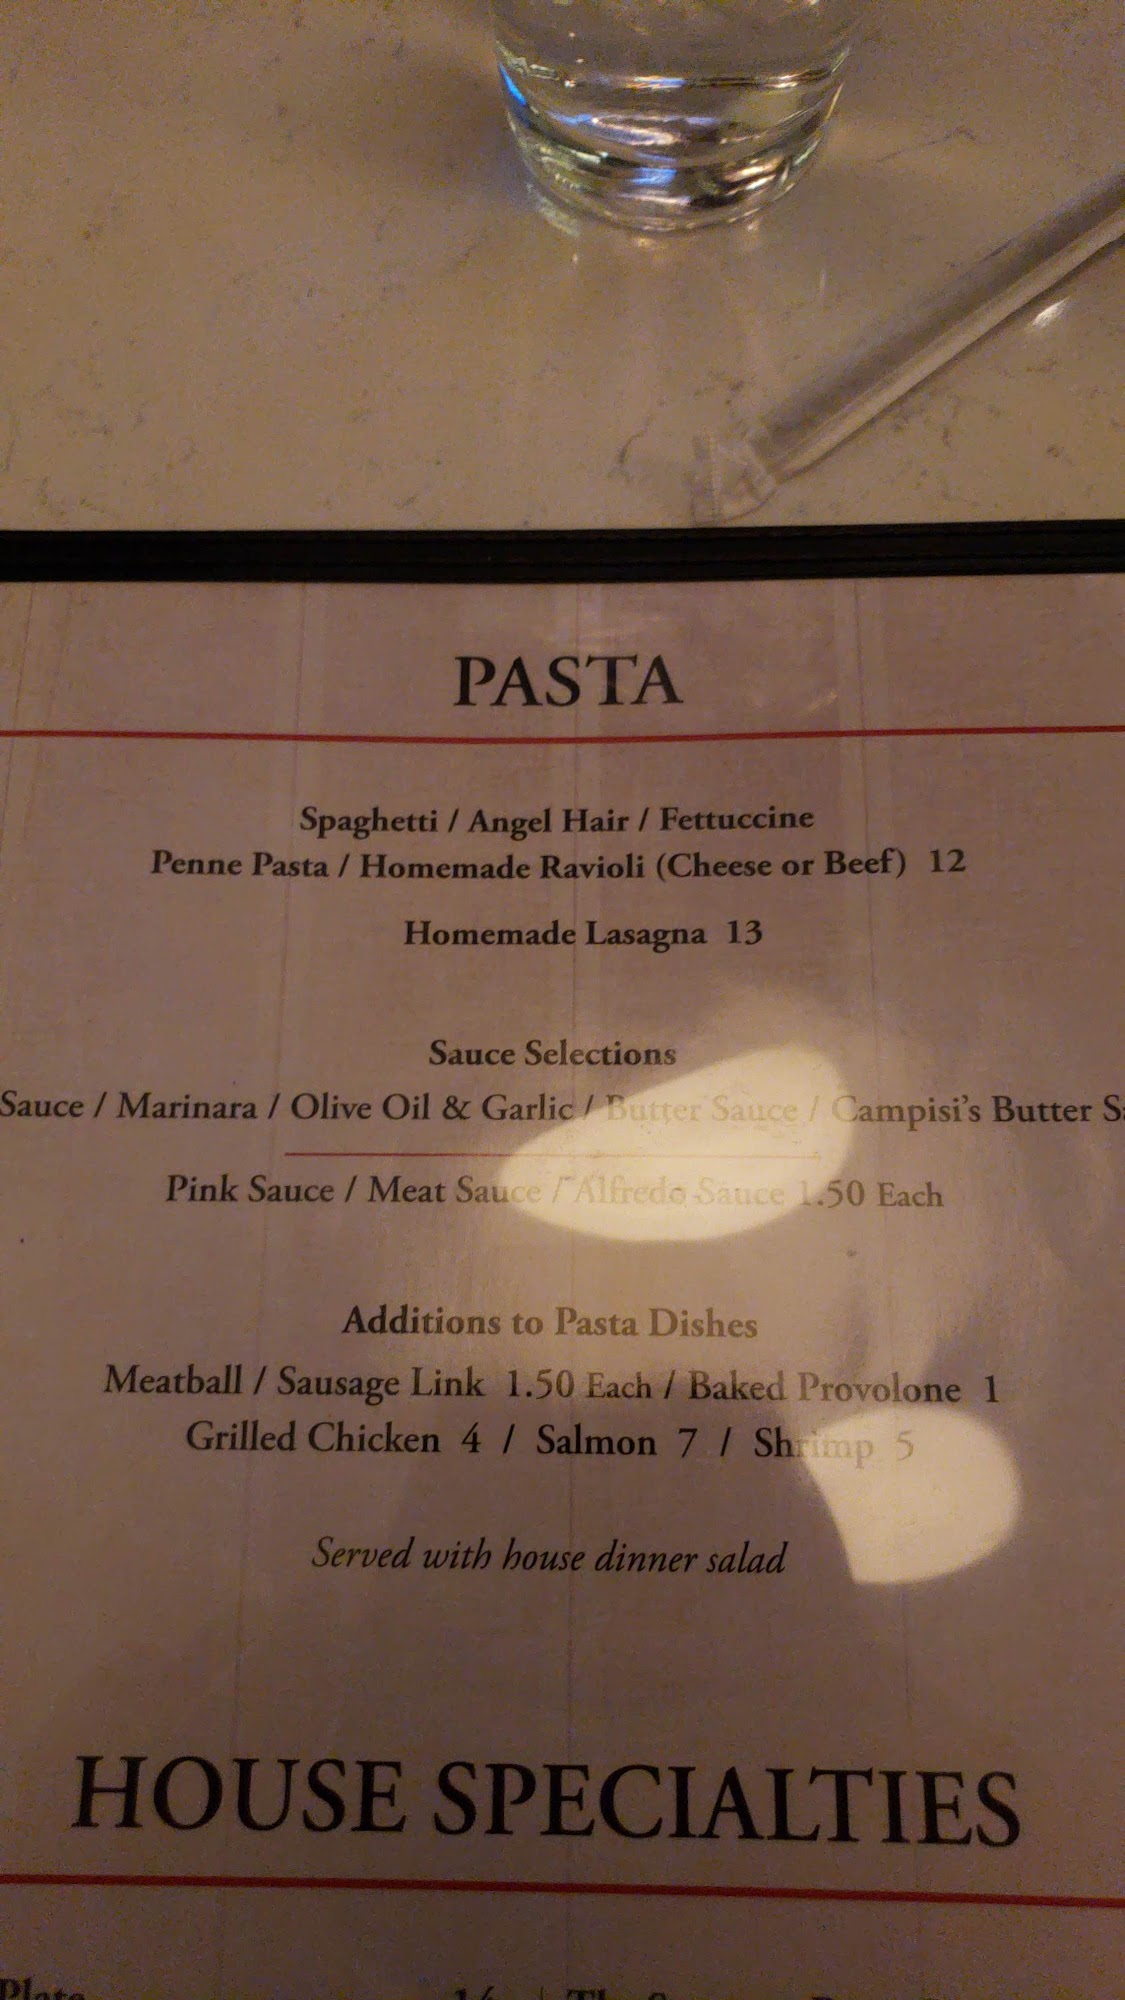 PASTA
Spaghetti / Angel Hair / Fettuccine
Penne Pasta / Homemade Ravioli (Cheese or Beef) 12
Homemade Lasagna 13
Sauce Selections
Sauce / Marinara / Olive Oil & Garlic / Butter Sauce / Campisi's Butter
Pink Sauce / Meat Sauce / Alfredo Sauce 1.50 Each
Additions to Pasta Dishes
Meatball / Sausage Link 1.50 Each / Baked Provolone 1
Grilled Chicken 4 / Salmon 7 / Shrimp 5
Served with house dinner salad
HOUSE SPECIALTIES
Plate